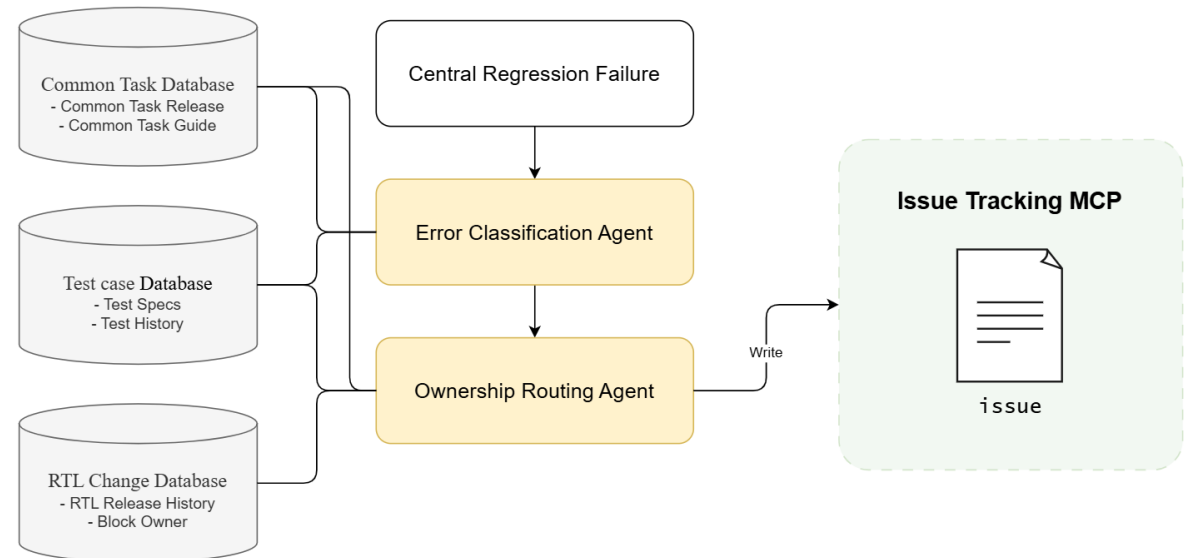 Common Task Database
- Common Task Release
- Common Task Guide
Test case Database
- Test Specs
- Test History
RTL Change Database
- RTL Release History
- Block Owner
Central Regression Failure
Error Classification Agent
Ownership Routing Agent
Write
Issue Tracking MCP
issue